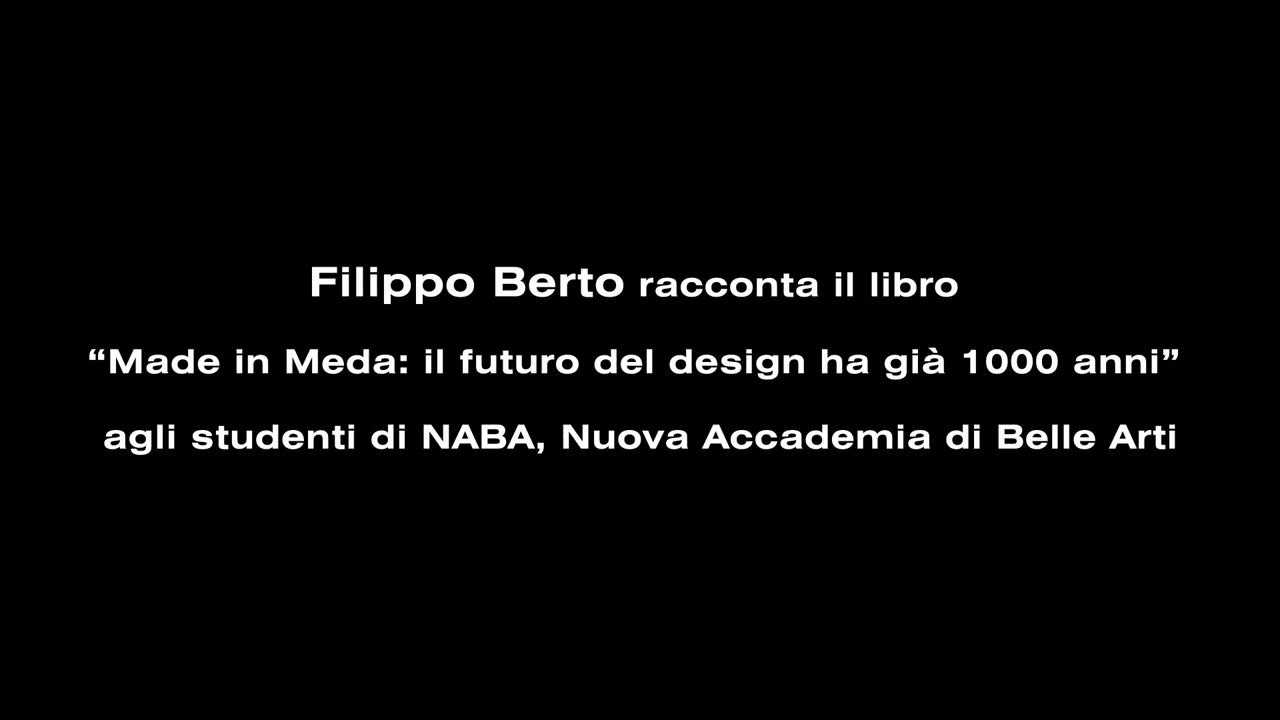 Filippo Berto racconta il libro
“Made in Meda: il futuro del design ha già 1000 anni”
agli studenti di NABA, Nuova Accademia di Belle Arti